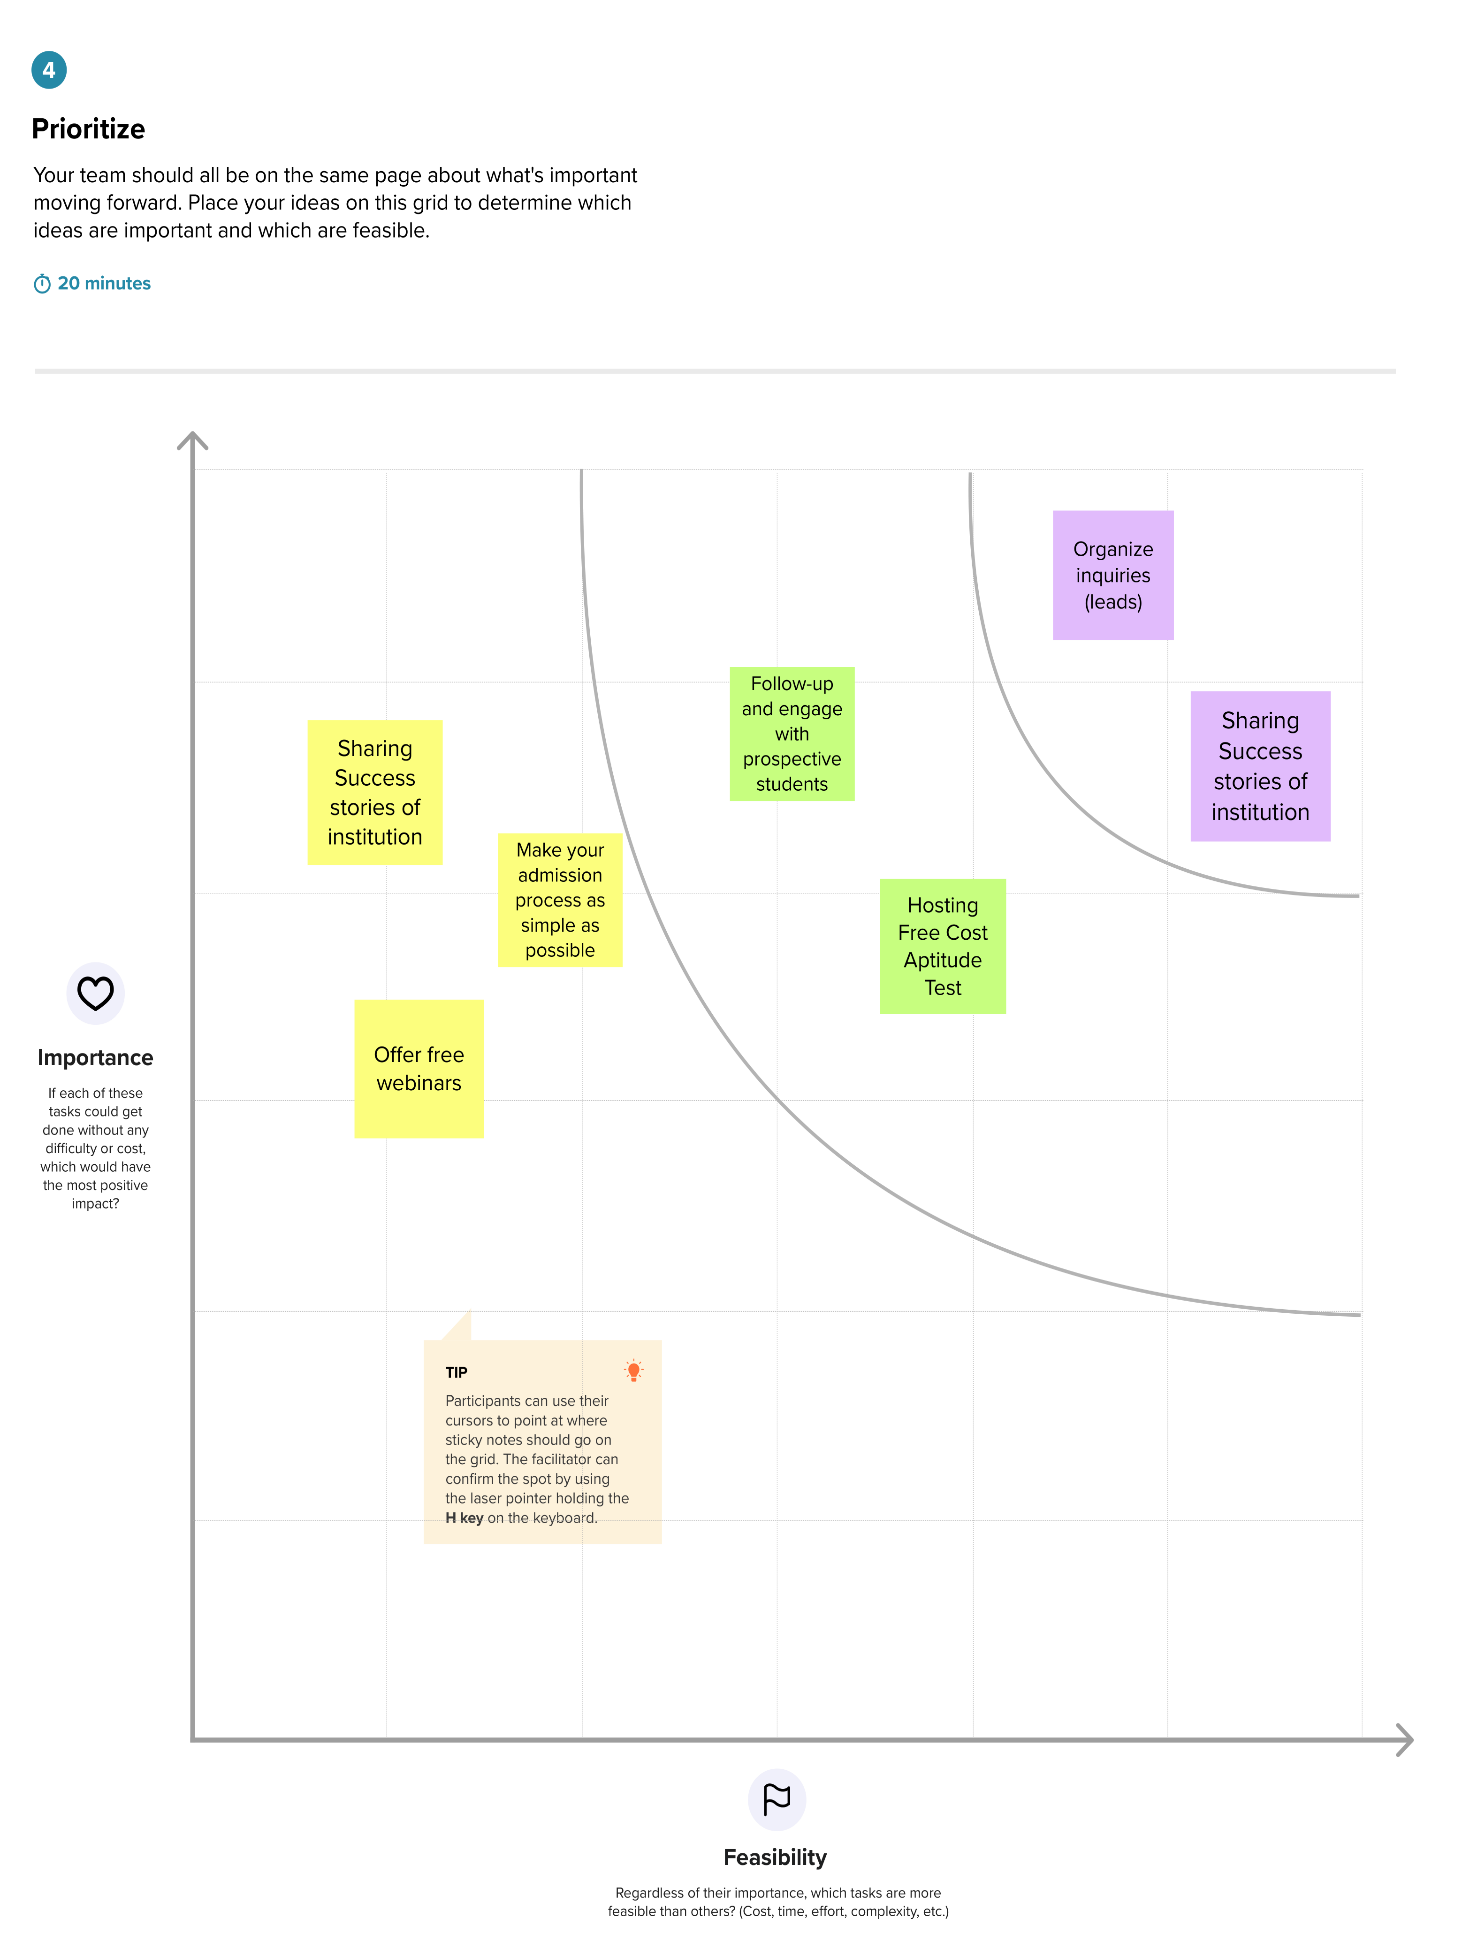 4
Prioritize
Your team should all be on the same page about what's important
moving forward. Place your ideas on this grid to determine which
ideas are important and which are feasible.
20 minutes
Organize
inquiries
(leads)
Follow-up
and engage
with
prospective
students
Sharing
Success
stories of
institution
Sharing
Success
stories of
institution
Make your
admission
process as
simple as
possible
Hosting
Free Cost
Aptitude
Test
Offer free
webinars
Importance
If each of these
tasks could get
done without any
difficulty or cost,
which would have
the most positive
impact?
TIP
Participants can use their
cursors to point at where
sticky notes should go on
the grid. The facilitator can
confirm the spot by using
the laser pointer holding the
H key on the keyboard.
Feasibility
Regardless of their importance, which tasks are more
feasible than others? (Cost, time, effort, complexity, etc.)